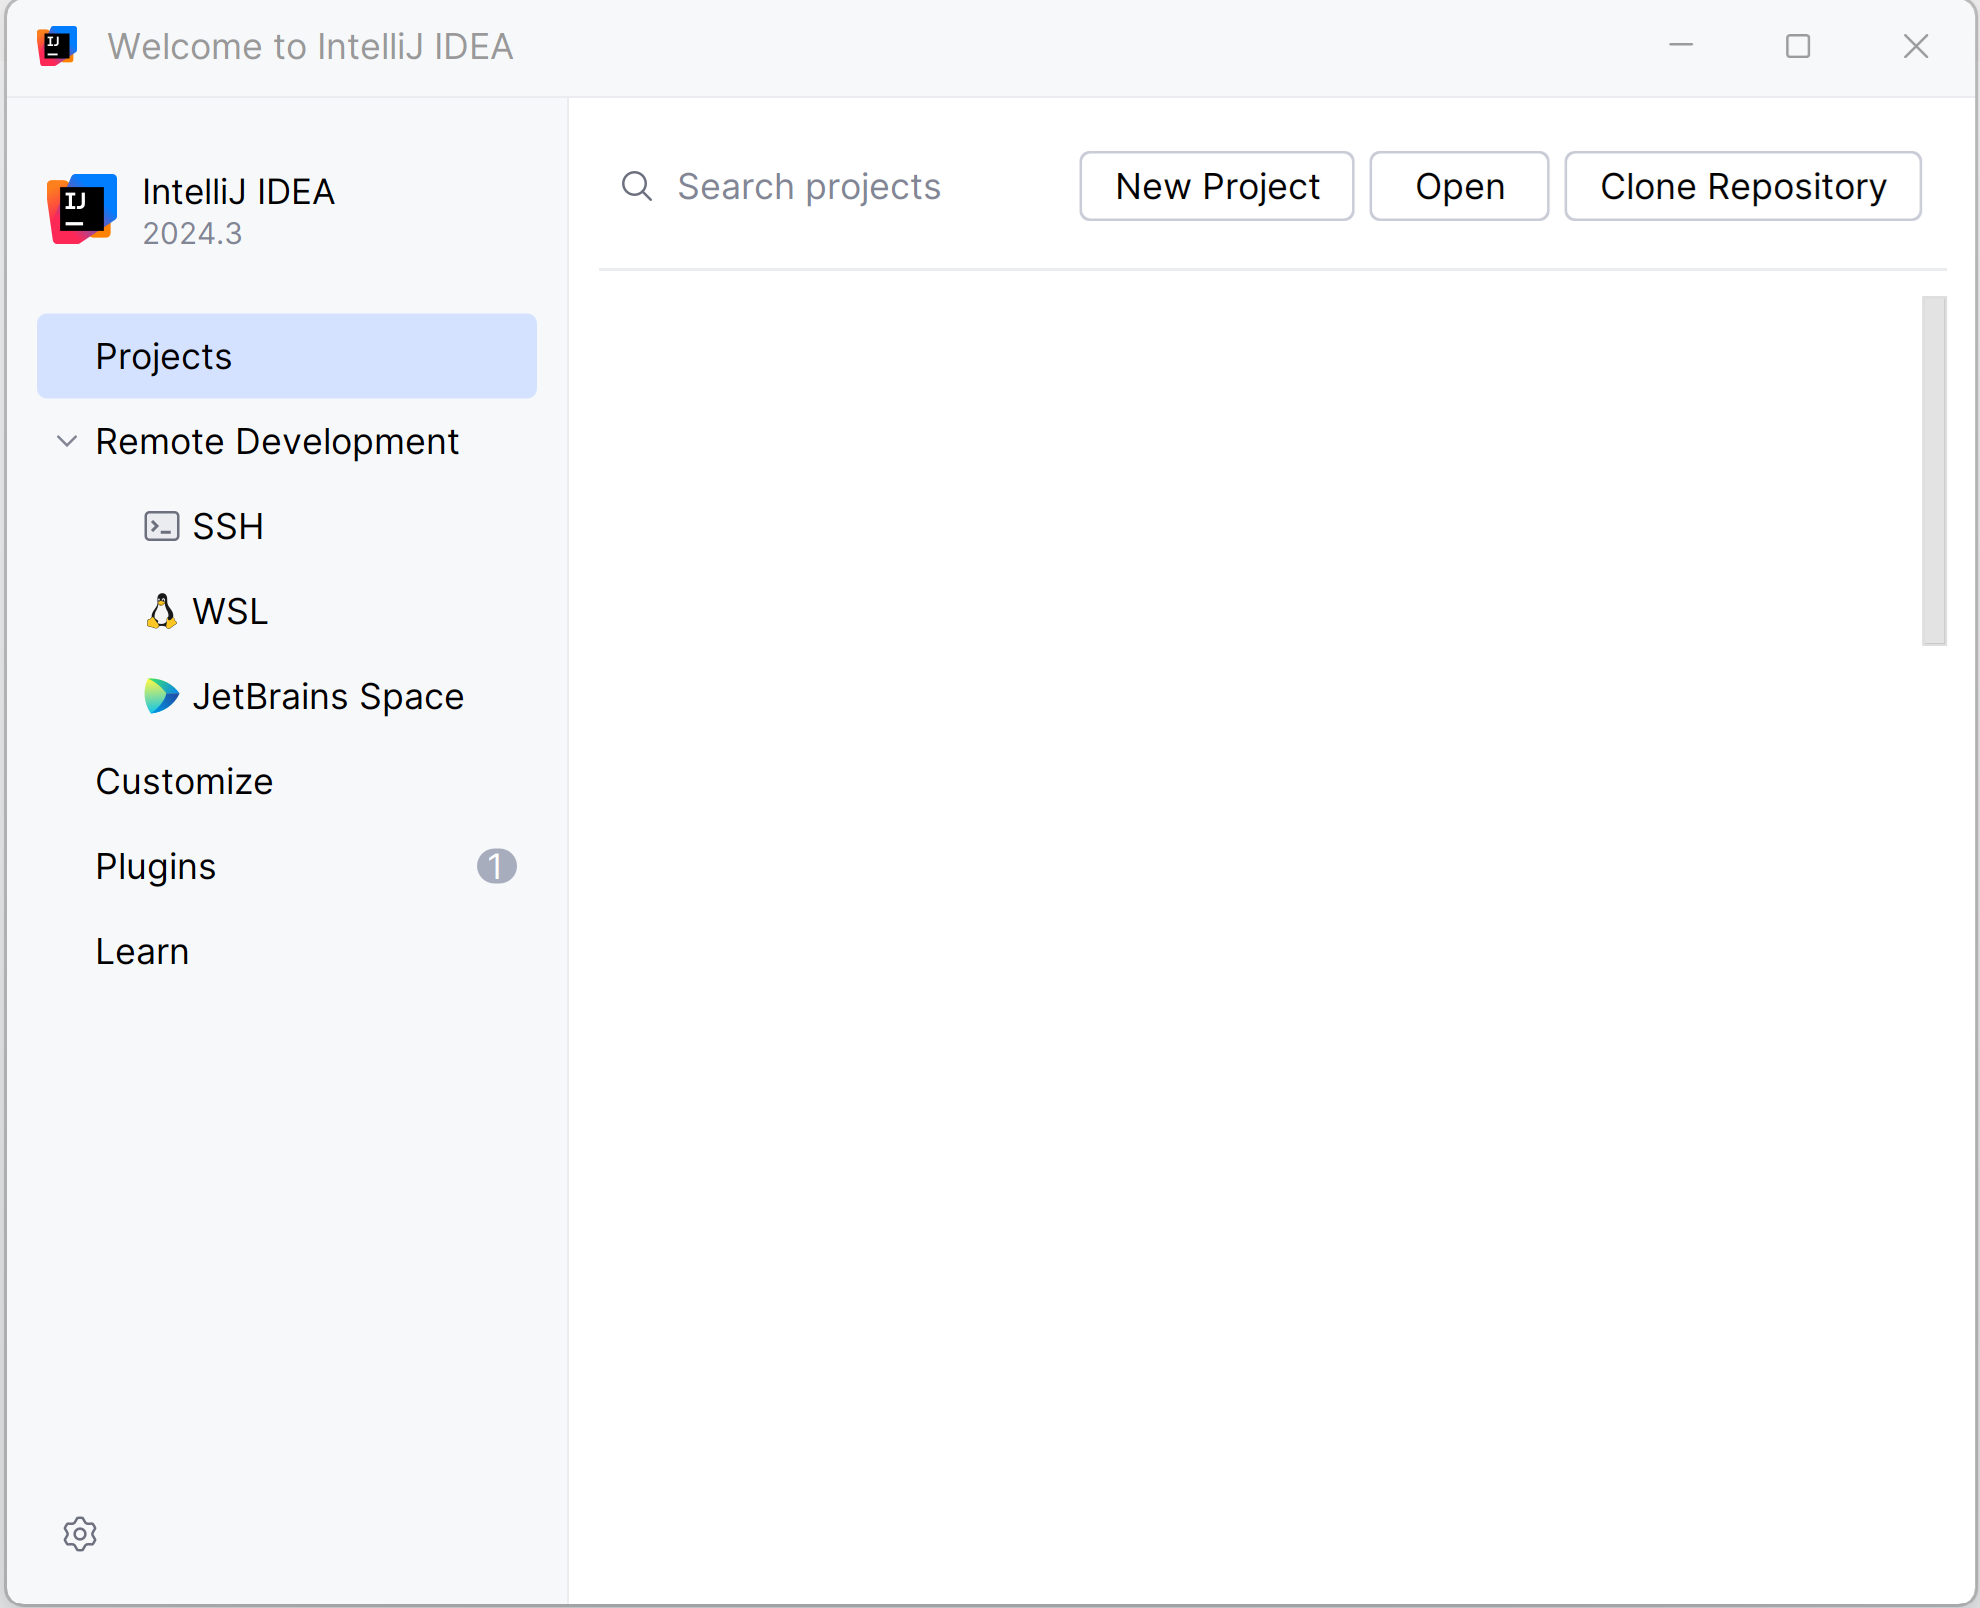 Welcome to IntelliJ IDEA
IntelliJ IDEA
2024.3
Search projects
New Project
Open
Clone Repository
Projects
Remote Development
SSH
WSL
JetBrains Space
Customize
Plugins 1
Learn